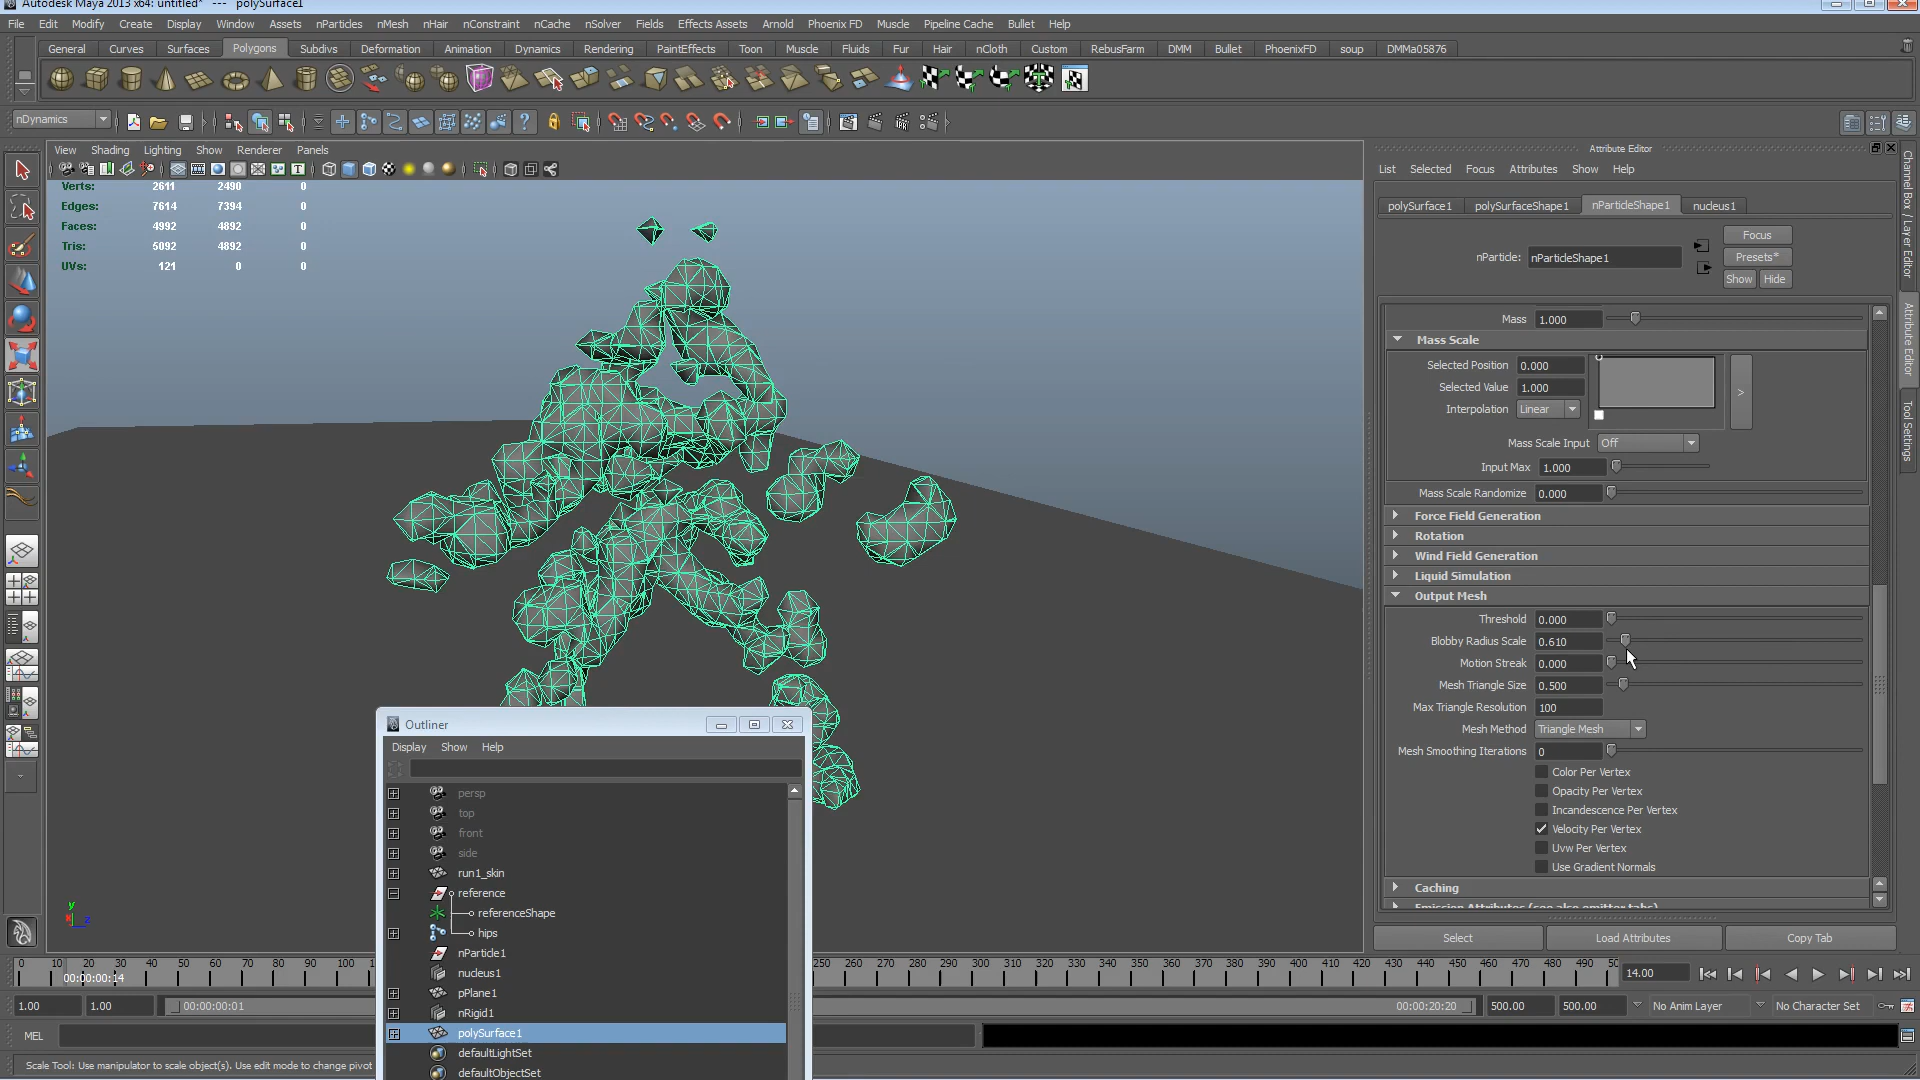 Autodesk Maya 2013 x64: untitled* --- polySurface1
File Edit Modify Create Display Window Assets nParticles nMesh nHair nConstraint nCache nSolver Fields Effects Assets Arnold Phoenix FD Muscle Pipeline Cache Bullet Help
General Curves Surfaces Polygons Subdivs Deformation Animation Dynamics Rendering PaintEffects Toon Muscle Fluids Fur Hair nCloth Custom RebusFarm DMM Bullet PhoenixFD soup DMMa05876
nDynamics
View Shading Lighting Show Renderer Panels
Verts: 2611 2490 0
Edges: 7614 7394 0
Faces: 4992 4892 0
Tris: 5092 4892 0
UVs: 121 0 0
Attribute Editor
List Selected Focus Attributes Show Help
polySurface1 polySurfaceShape1 nParticleShape1 nucleus1
Focus
nParticle: nParticleShape1 Presets*
Show Hide
Mass 1.000
Mass Scale
Selected Position 0.000
Selected Value 1.000
>
Interpolation Linear
Mass Scale Input Off
Input Max 1.000
Mass Scale Randomize 0.000
Force Field Generation
Rotation
Wind Field Generation
Liquid Simulation
Output Mesh
Threshold 0.000
Blobby Radius Scale 0.610
Motion Streak 0.000
Mesh Triangle Size 0.500
Max Triangle Resolution 100
Mesh Method Triangle Mesh
Mesh Smoothing Iterations 0
Color Per Vertex
Opacity Per Vertex
Incandescence Per Vertex
Velocity Per Vertex
Uvw Per Vertex
Use Gradient Normals
Caching
Emission Attributes (see also emitter tabs)
Select Load Attributes Copy Tab
Channel Box / Layer Editor
Attribute Editor
Tool Settings
Outliner
Display Show Help
persp
top
front
side
run1_skin
reference
referenceShape
hips
nParticle1
nucleus1
pPlane1
nRigid1
polySurface1
defaultLightSet
defaultObjectSet
y
x z
0 10 20 30 40 50 60 70 80 90 100 250 260 270 280 290 300 310 320 330 340 350 360 370 380 390 400 410 420 430 440 450 460 470 480 490
00:00:00:14
14.00
1.00 1.00 00:00:00:01 00:00:20:20 500.00 500.00 No Anim Layer No Character Set
MEL
Scale Tool: Use manipulator to scale object(s). Use edit mode to change pivot